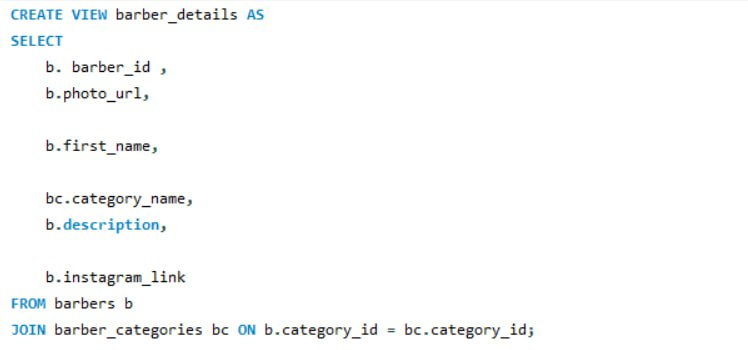 CREATE VIEW barber_details AS
SELECT
b. barber_id ,
b.photo_url,
b.first_name,
bc.category_name,
b.description,
b.instagram_link
FROM barbers b
JOIN barber_categories bc ON b.category_id = bc.category_id;